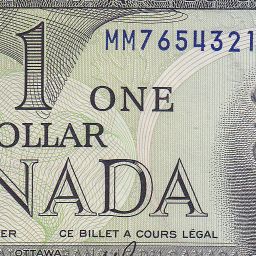 MM7654321
1 ONE
OLLAR
NADA
ER CE BILLET A COURS LÉGAL
OTTAWA